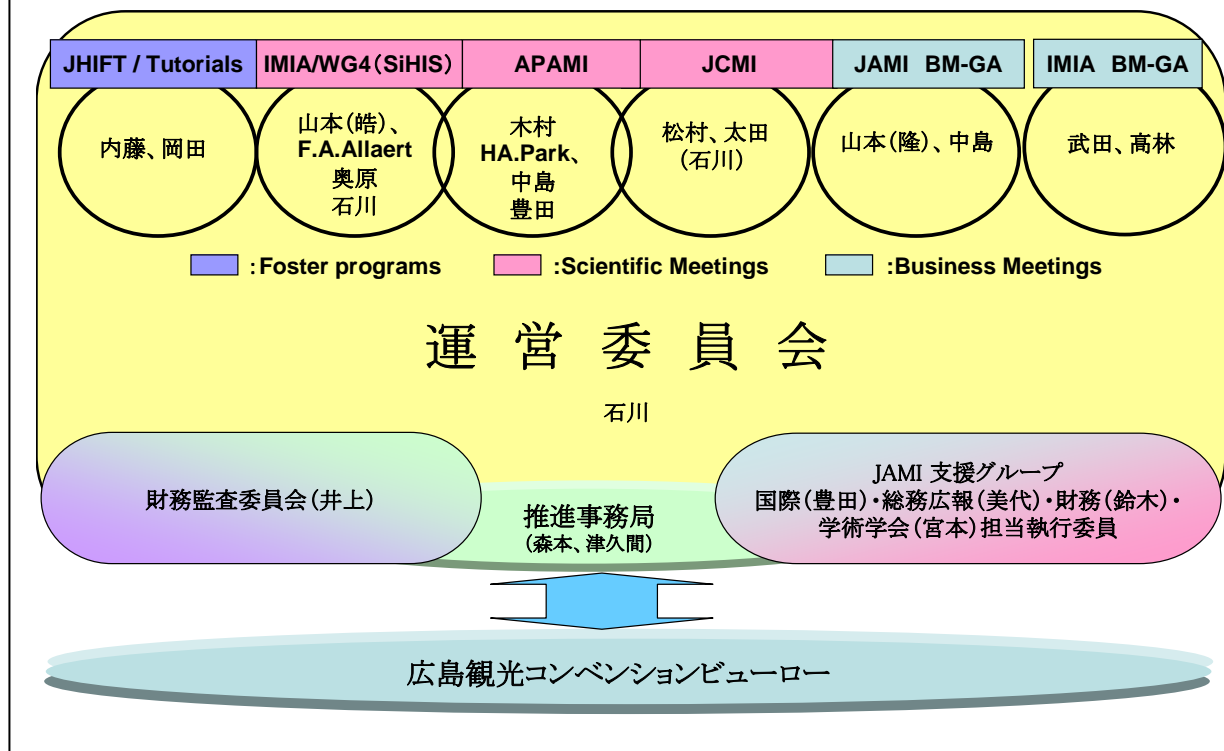 JHIFT / Tutorials
IMIA/WG4(SiHIS)
APAMI
JCMI
JAMI BM-GA
IMIA BM-GA
内藤、岡田
山本(皓)、
F.A.Allaert
奥原
石川
木村
HA.Park、
中島
豊田
松村、太田
(石川)
山本(隆)、中島
武田、高林
:Foster programs
:Scientific Meetings
:Business Meetings
運営委員会
石川
財務監査委員会(井上)
推進事務局
(森本、津久間)
JAMI 支援グループ
国際(豊田)・総務広報(美代)・財務(鈴木)・
学術学会(宮本)担当執行委員
広島観光コンベンションビューロー